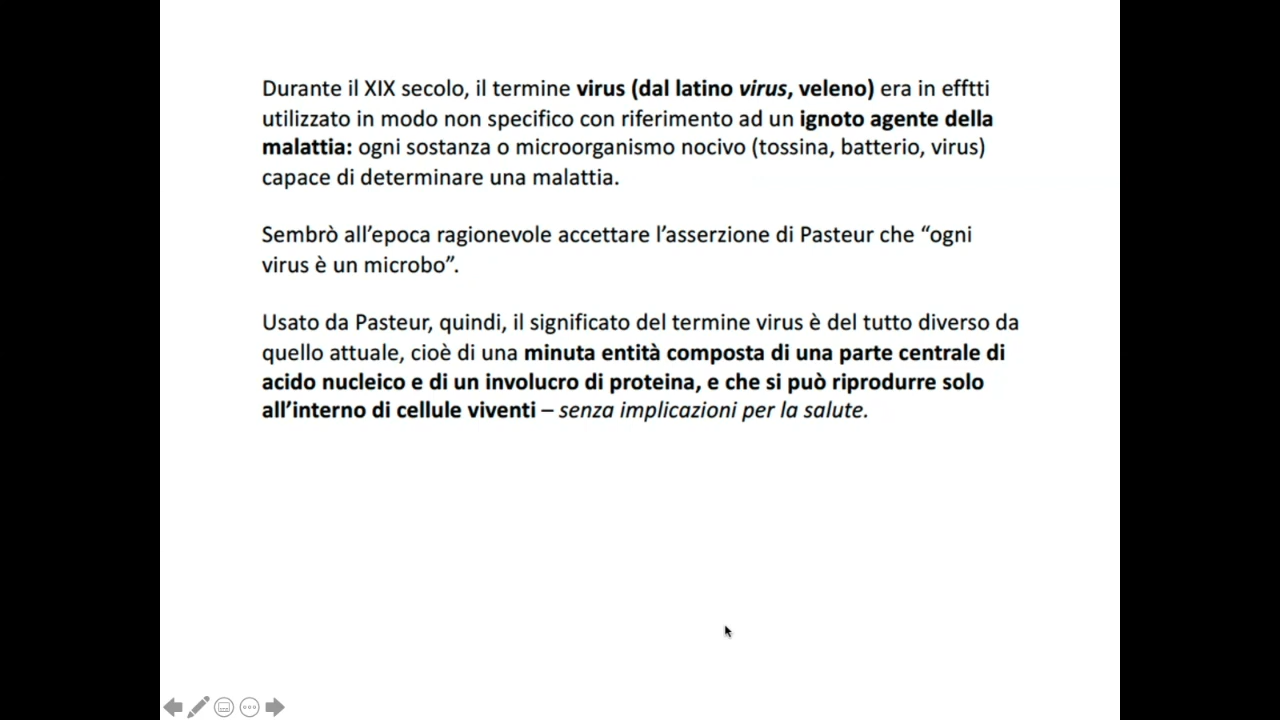 Durante il XIX secolo, il termine virus (dal latino virus, veleno) era in efftti
utilizzato in modo non specifico con riferimento ad un ignoto agente della
malattia: ogni sostanza o microorganismo nocivo (tossina, batterio, virus)
capace di determinare una malattia.
Sembrò all’epoca ragionevole accettare l’asserzione di Pasteur che “ogni
virus è un microbo”.
Usato da Pasteur, quindi, il significato del termine virus è del tutto diverso da
quello attuale, cioè di una minuta entità composta di una parte centrale di
acido nucleico e di un involucro di proteina, e che si può riprodurre solo
all’interno di cellule viventi – senza implicazioni per la salute.